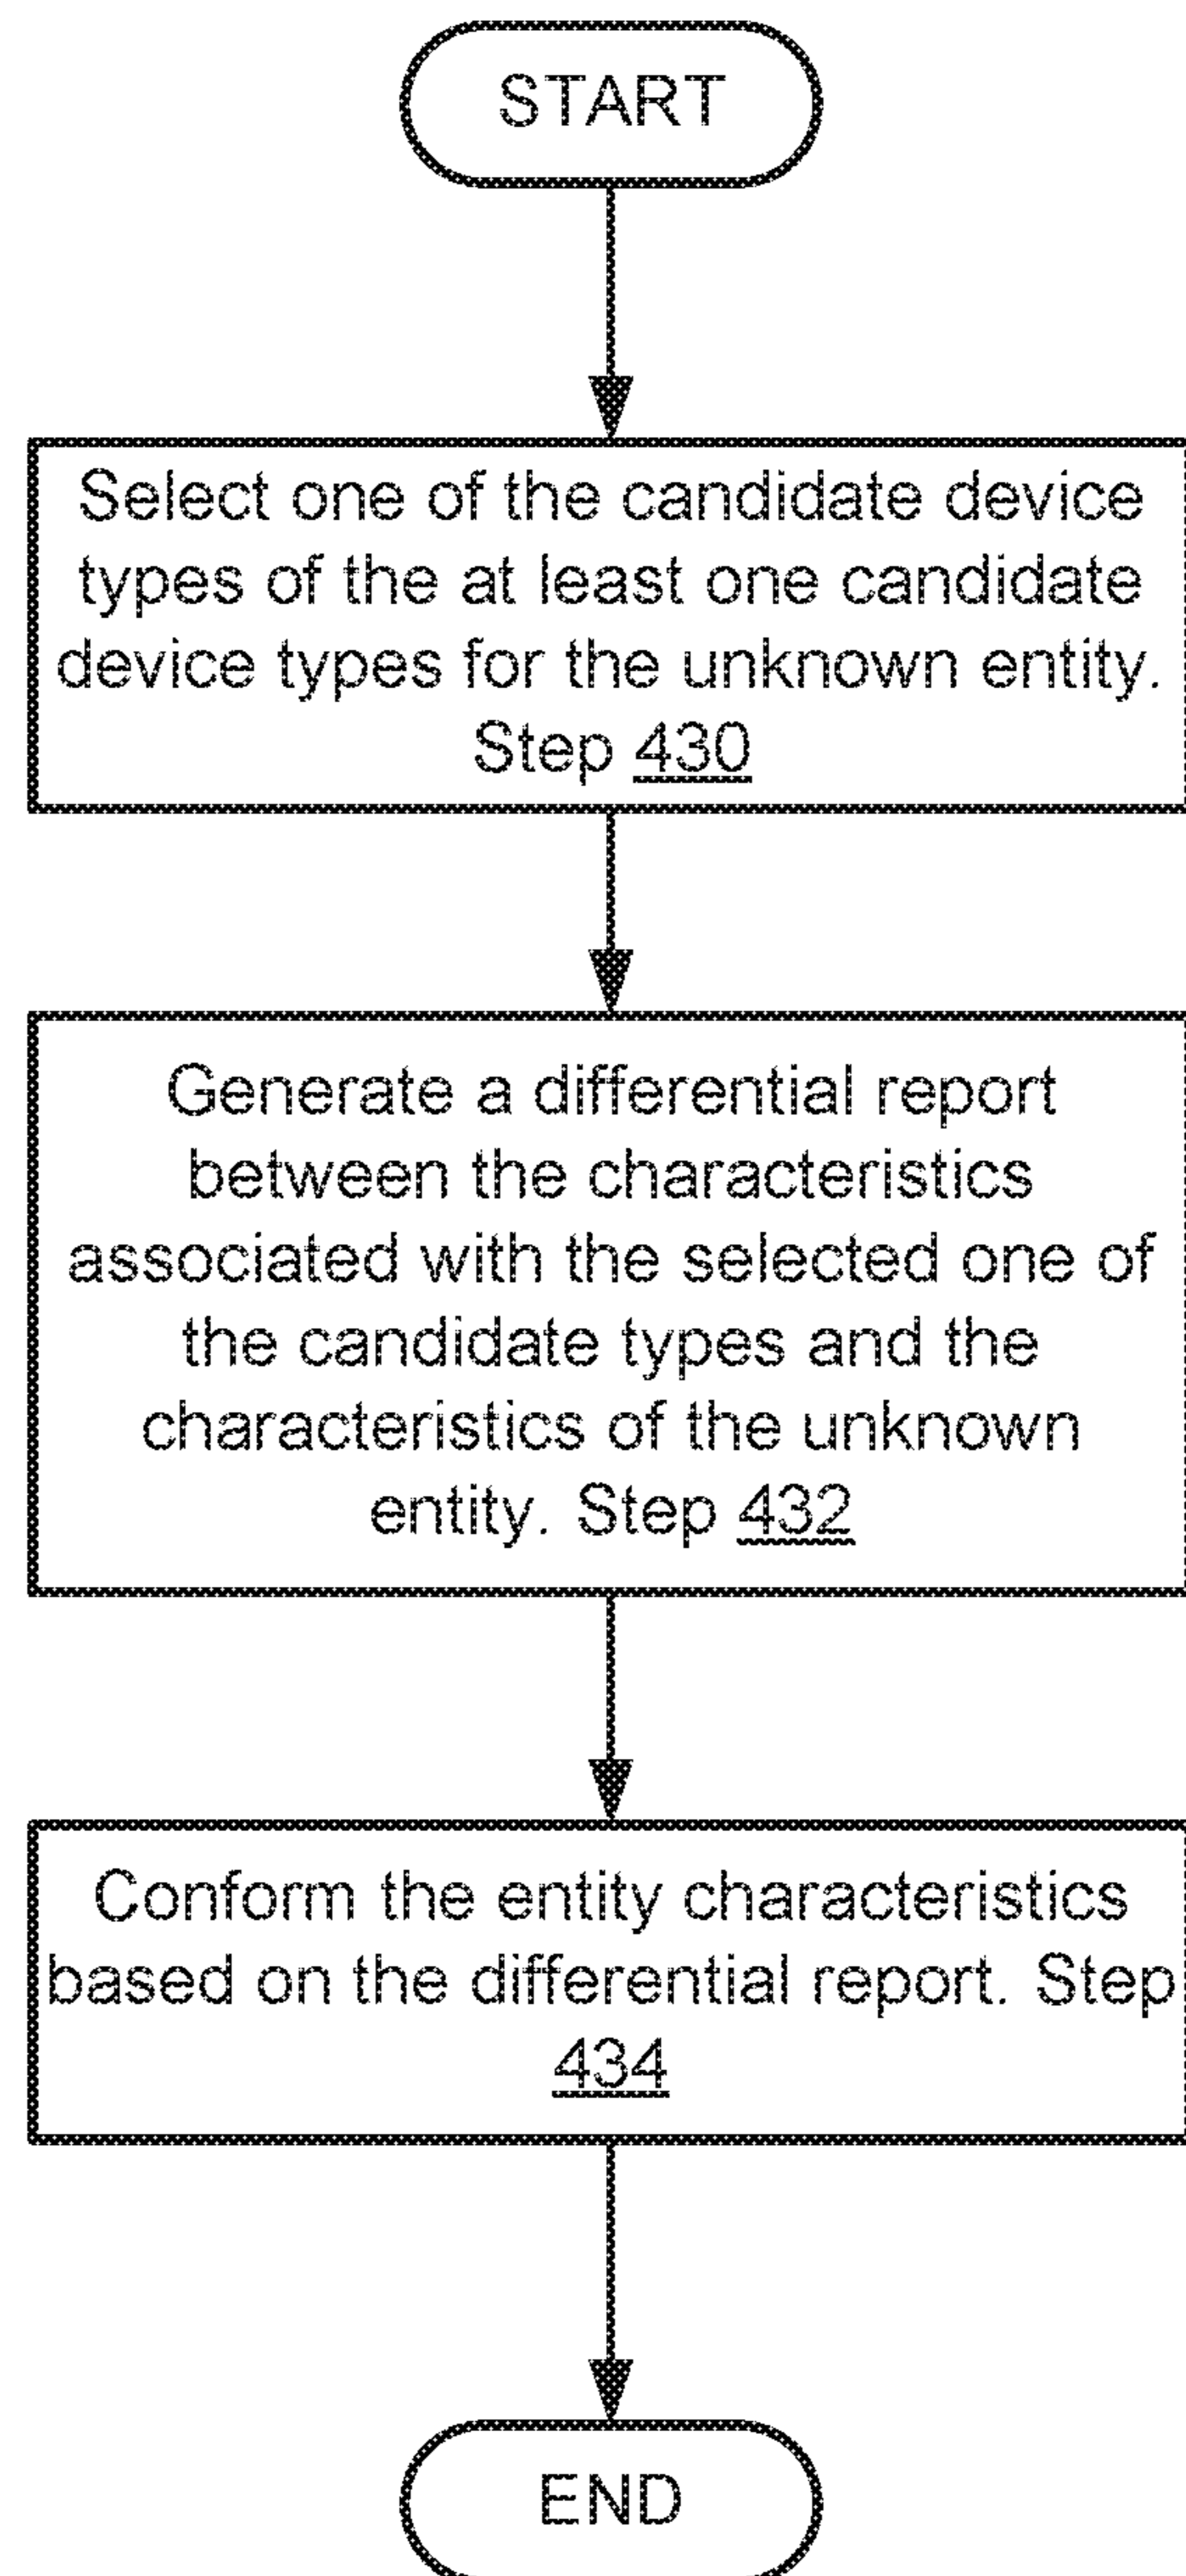 START
Select one of the candidate device
types of the at least one candidate
device types for the unknown entity.
Step 430
Generate a differential report
between the characteristics
associated with the selected one of
the candidate types and the
characteristics of the unknown
entity. Step 432
Conform the entity characteristics
based on the differential report. Step
434
END